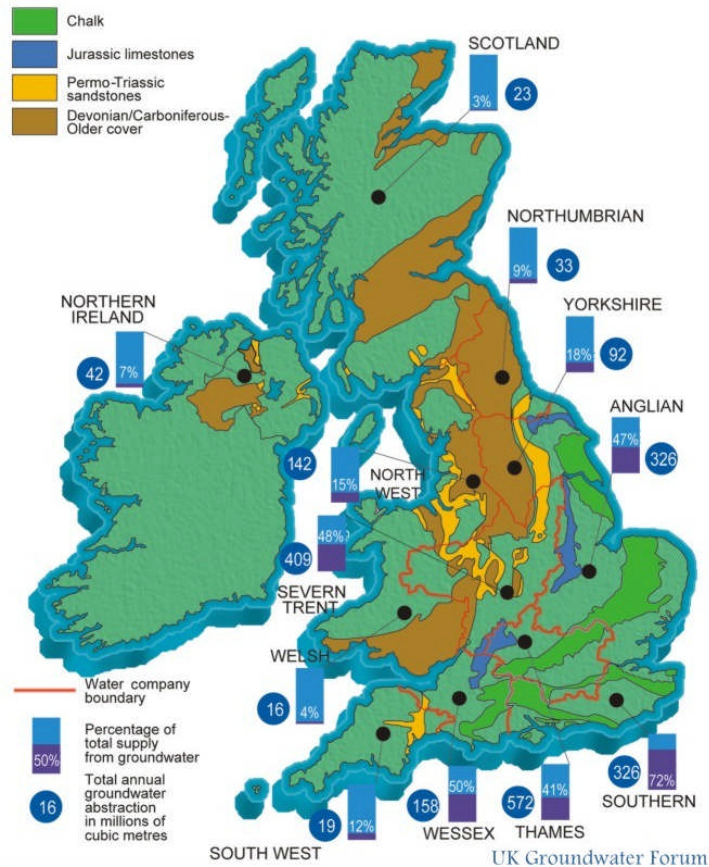 Chalk
Jurassic limestones
Permo-Triassic
sandstones
Devonian/Carboniferous-
Older cover
SCOTLAND
3%
23
NORTHUMBRIAN
9%
33
YORKSHIRE
18%
92
NORTHERN
IRELAND
42
7%
ANGLIAN
47%
326
142
15%
NORTH
WEST
48%
409
SEVERN
TRENT
WELSH
16
4%
Water company
boundary
50%
Percentage of
total supply
from groundwater
16
Total annual
groundwater
abstraction
in millions of
cubic metres
19
12%
SOUTH WEST
158
50%
WESSEX
572
41%
THAMES
326
72%
SOUTHERN
UK Groundwater Forum